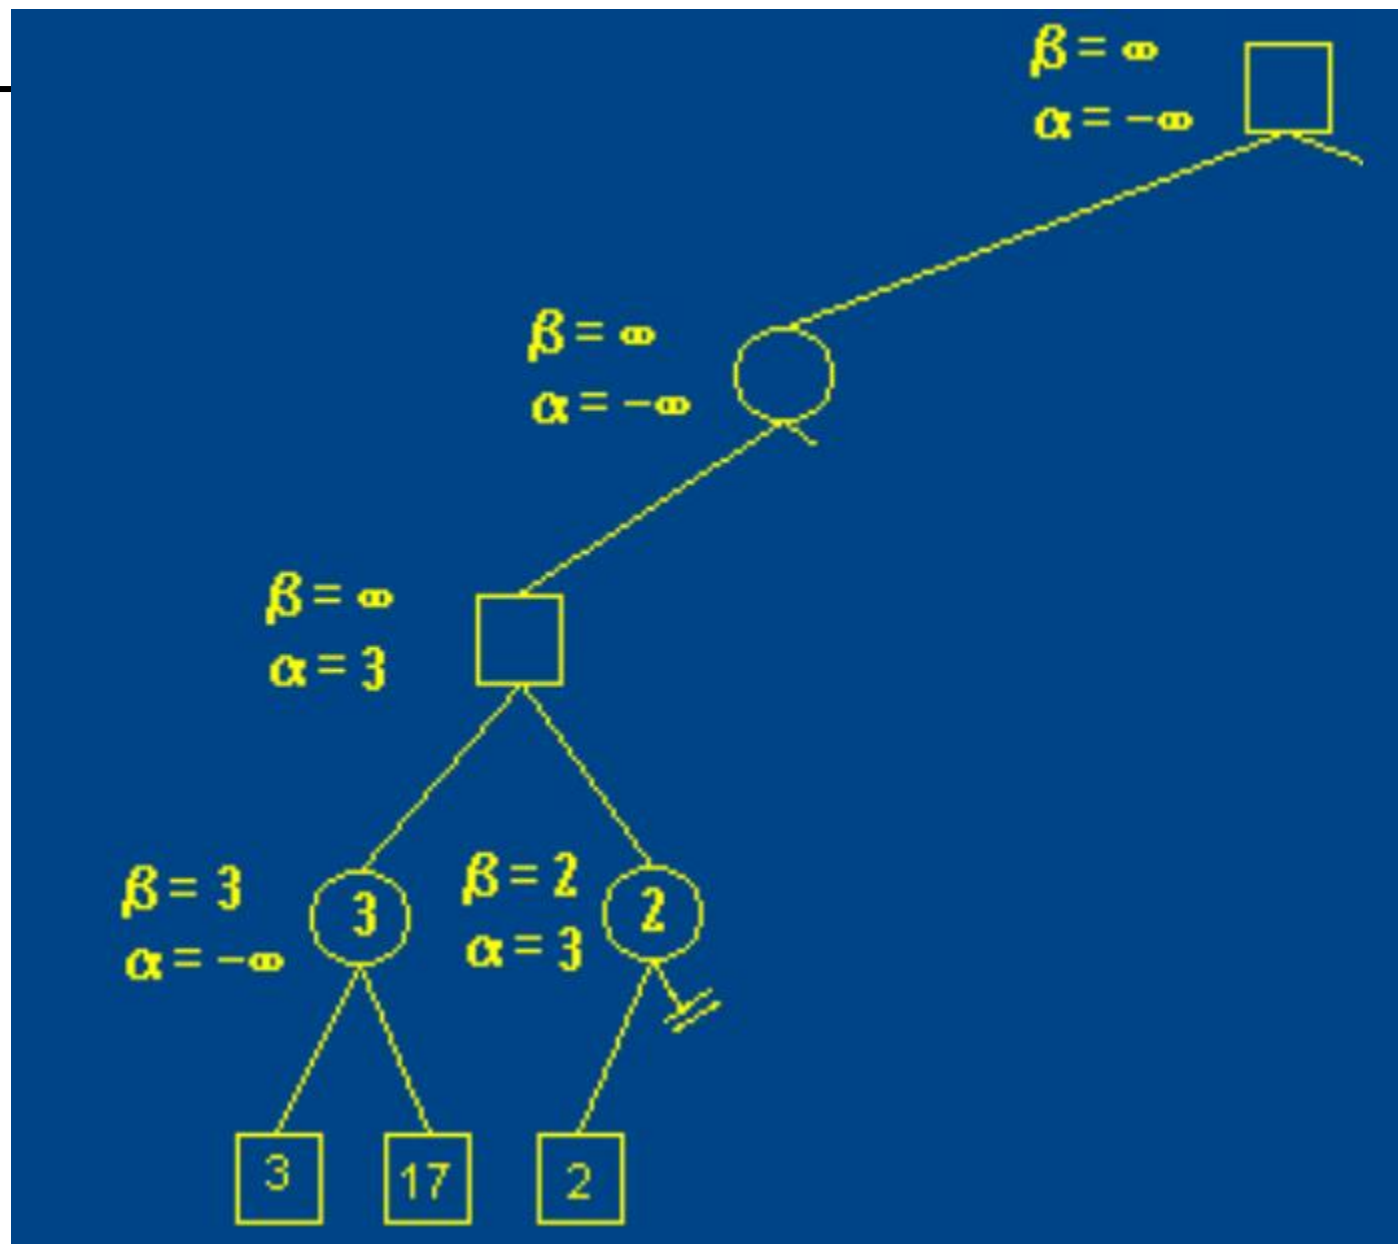 β = ∞
α = -∞
β = ∞
α = -∞
β = ∞
α = 3
β = 3
α = -∞
3
β = 2
α = 3
2
3
17
2